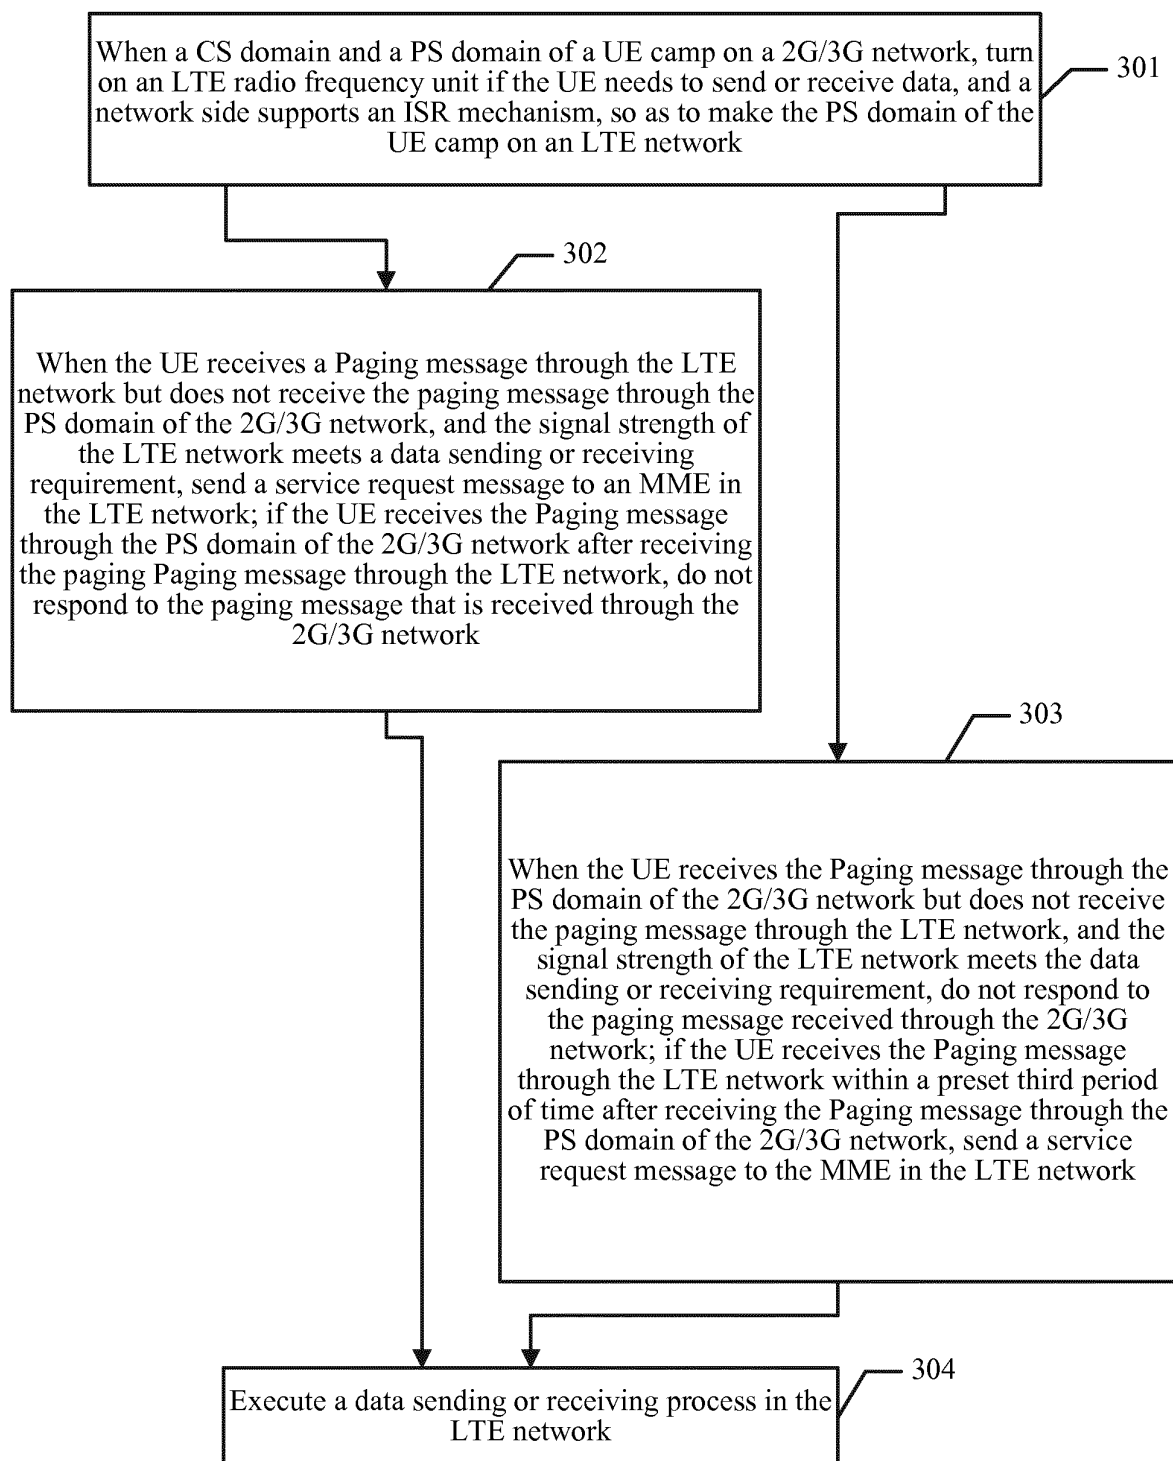 When a CS domain and a PS domain of a UE camp on a 2G/3G network, turn
on an LTE radio frequency unit if the UE needs to send or receive data, and a
network side supports an ISR mechanism, so as to make the PS domain of the
UE camp on an LTE network
301
302
When the UE receives a Paging message through the LTE
network but does not receive the paging message through the
PS domain of the 2G/3G network, and the signal strength of
the LTE network meets a data sending or receiving
requirement, send a service request message to an MME in
the LTE network; if the UE receives the Paging message
through the PS domain of the 2G/3G network after receiving
the paging Paging message through the LTE network, do not
respond to the paging message that is received through the
2G/3G network
303
When the UE receives the Paging message through the
PS domain of the 2G/3G network but does not receive
the paging message through the LTE network, and the
signal strength of the LTE network meets the data
sending or receiving requirement, do not respond to
the paging message received through the 2G/3G
network; if the UE receives the Paging message
through the LTE network within a preset third period
of time after receiving the Paging message through the
PS domain of the 2G/3G network, send a service
request message to the MME in the LTE network
304
Execute a data sending or receiving process in the
LTE network